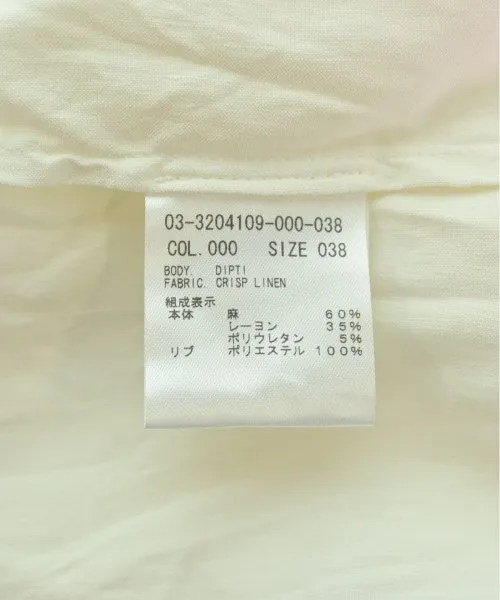 03-3204109-000-038
COL.000 SIZE 038
BODY. DIPTI
FABRIC. CRISP LINEN
組成表示
本体 麻 60%
レーヨン 35%
ポリウレタン 5%
リブ ポリエステル 100%